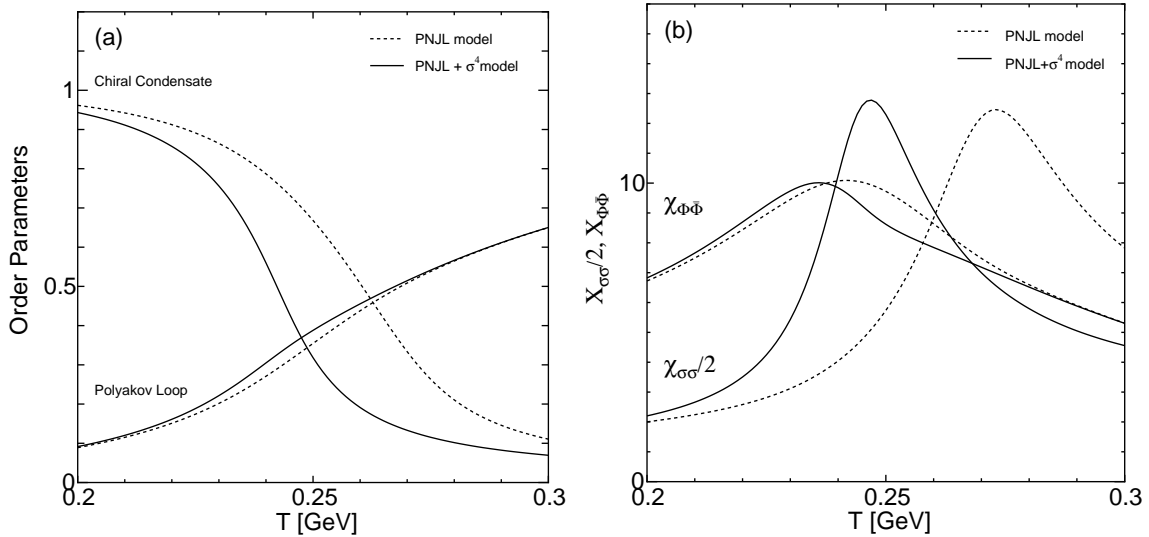 (a)
PNJL model
PNJL + σ⁴model
Chiral Condensate
Polyakov Loop
Order Parameters
1
0.5
0
0.2
0.25
0.3
T [GeV]
(b)
PNJL model
PNJL+σ⁴model
χΦΦ̄
χσσ/2
Χσσ/2, ΧΦΦ̄
10
0
0.2
0.25
0.3
T [GeV]